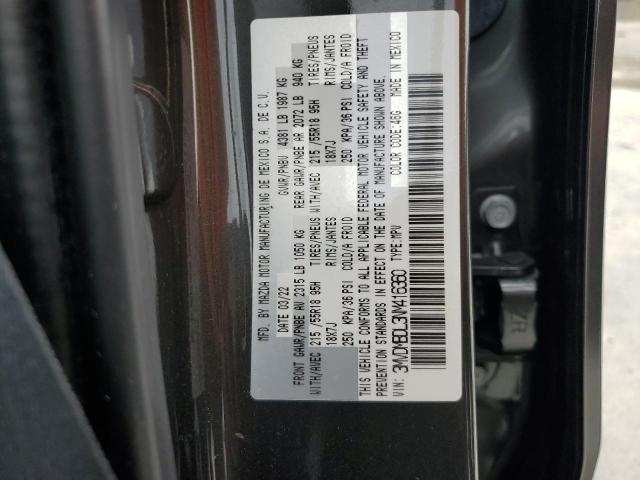 MFD. BY MAZDA MOTOR MANUFACTURING DE MEXICO S.A. DE C.V.
DATE 03/22 GVWR/PNBV 4381 LB 1987 KG
FRONT GAWR/PNBE AV 2315 LB 1050 KG REAR GAWR/PNBE AR 2072 LB 940 KG
WITH/AVEC 215 /55R18 95H TIRES/PNEUS WITH/AVEC 215 /55R18 95H TIRES/PNEUS
18X7J RIMS/JANTES 18X7J RIMS/JANTES
250 KPA/36 PSI COLD/A FROID 250 KPA/36 PSI COLD/A FROID
THIS VEHICLE CONFORMS TO ALL APPLICABLE FEDERAL MOTOR VEHICLE SAFETY AND THEFT
PREVENTION STANDARDS IN EFFECT ON THE DATE OF MANUFACTURE SHOWN ABOVE.
VIN: 3MVDMBDL3NM416360 TYPE:MPV COLOR CODE:46G MADE IN MEXICO
ZR